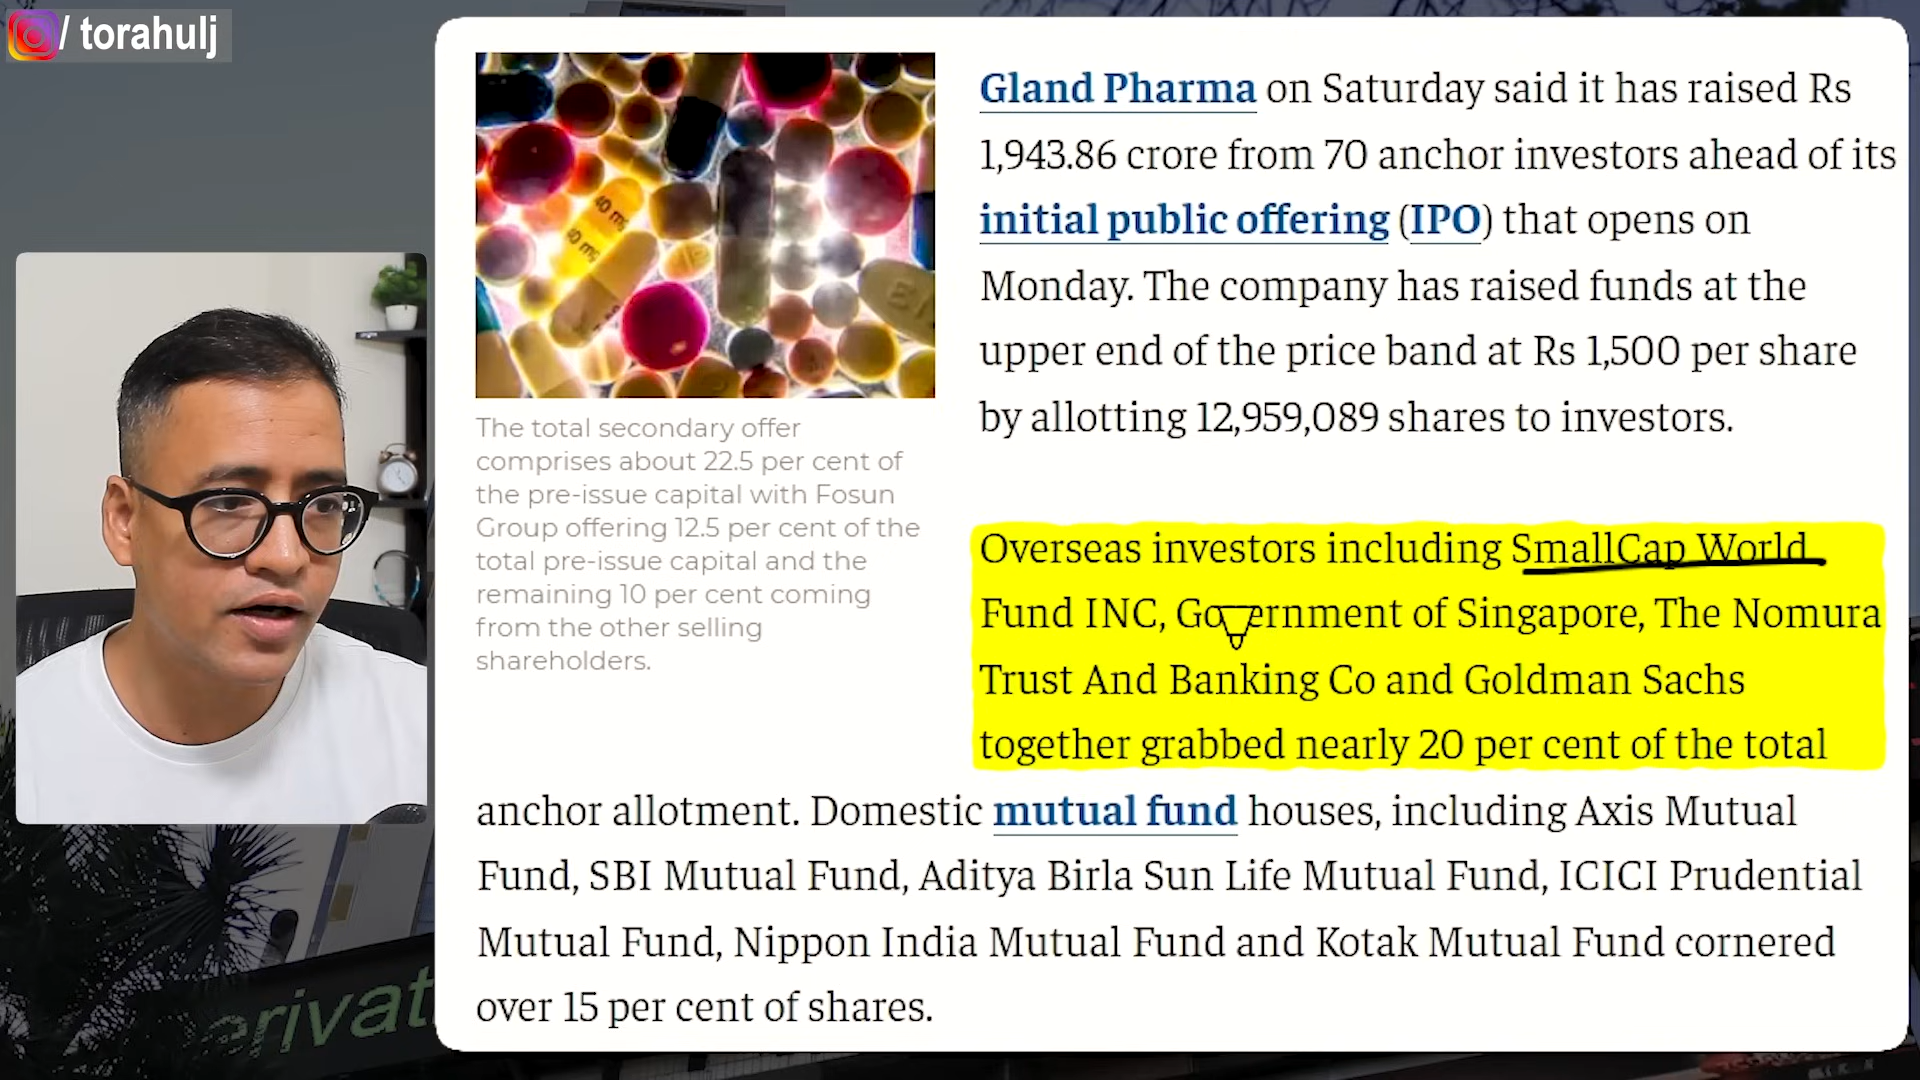 / torahulj
40 mg
The total secondary offer
comprises about 22.5 per cent of
the pre-issue capital with Fosun
Group offering 12.5 per cent of the
total pre-issue capital and the
remaining 10 per cent coming
from the other selling
shareholders.
Gland Pharma on Saturday said it has raised Rs
1,943.86 crore from 70 anchor investors ahead of its
initial public offering (IPO) that opens on
Monday. The company has raised funds at the
upper end of the price band at Rs 1,500 per share
by allotting 12,959,089 shares to investors.
Overseas investors including SmallCap World
Fund INC, Government of Singapore, The Nomura
Trust And Banking Co and Goldman Sachs
together grabbed nearly 20 per cent of the total
anchor allotment. Domestic mutual fund houses, including Axis Mutual
Fund, SBI Mutual Fund, Aditya Birla Sun Life Mutual Fund, ICICI Prudential
Mutual Fund, Nippon India Mutual Fund and Kotak Mutual Fund cornered
over 15 per cent of shares.